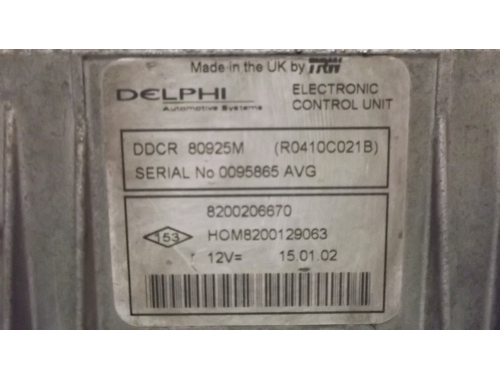 Made in the UK by TRW
DELPHI
Automotive Systems
ELECTRONIC
CONTROL UNIT
DDCR 80925M (R0410C021B)
SERIAL No 0095865 AVG
8200206670
153 HOM8200129063
12V= 15.01.02